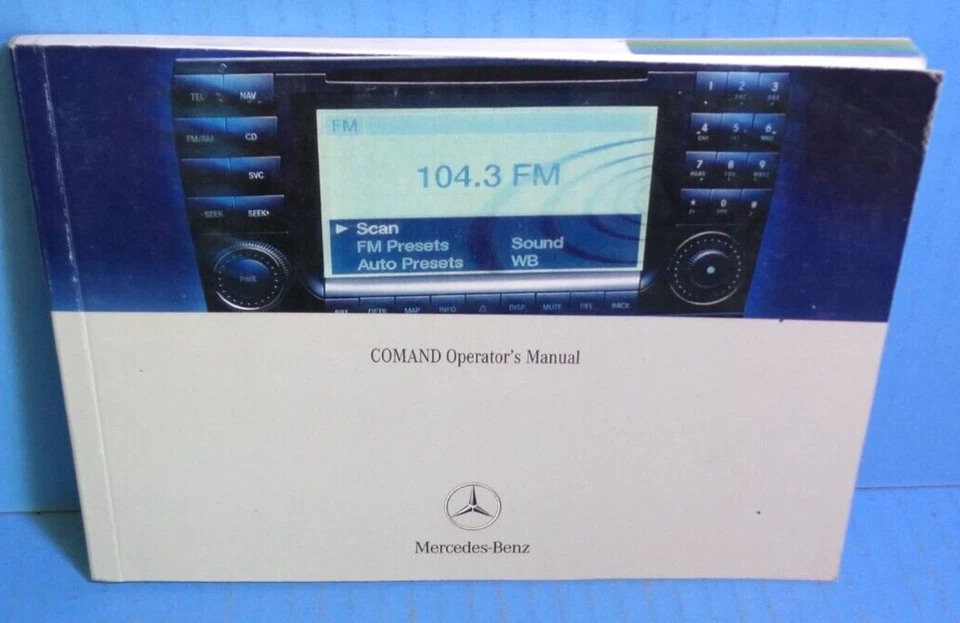 TEL NAV
FM/AM CD
SVC
SEEK SEEK
PWR
FM
104.3 FM
Scan
FM Presets Sound
Auto Presets WB
1 2 3
4 5 6
7 8 9
* 0 #
MAP INFO DISP MUTE DEL BACK
COMAND Operator's Manual
Mercedes-Benz